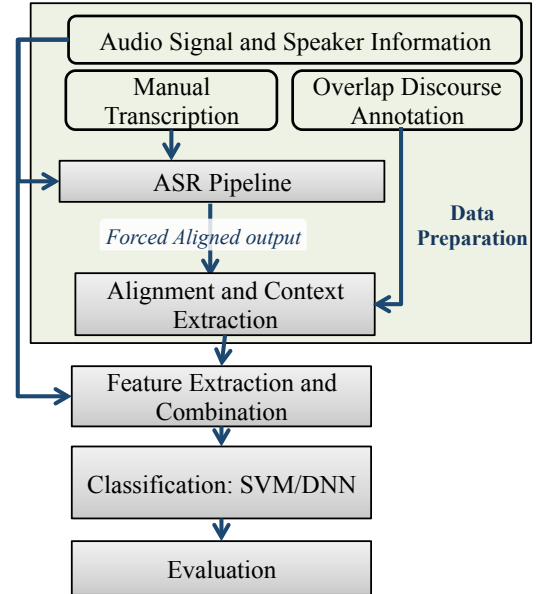 Audio Signal and Speaker Information
Manual
Transcription
Overlap Discourse
Annotation
ASR Pipeline
Forced Aligned output
Data
Preparation
Alignment and Context
Extraction
Feature Extraction and
Combination
Classification: SVM/DNN
Evaluation